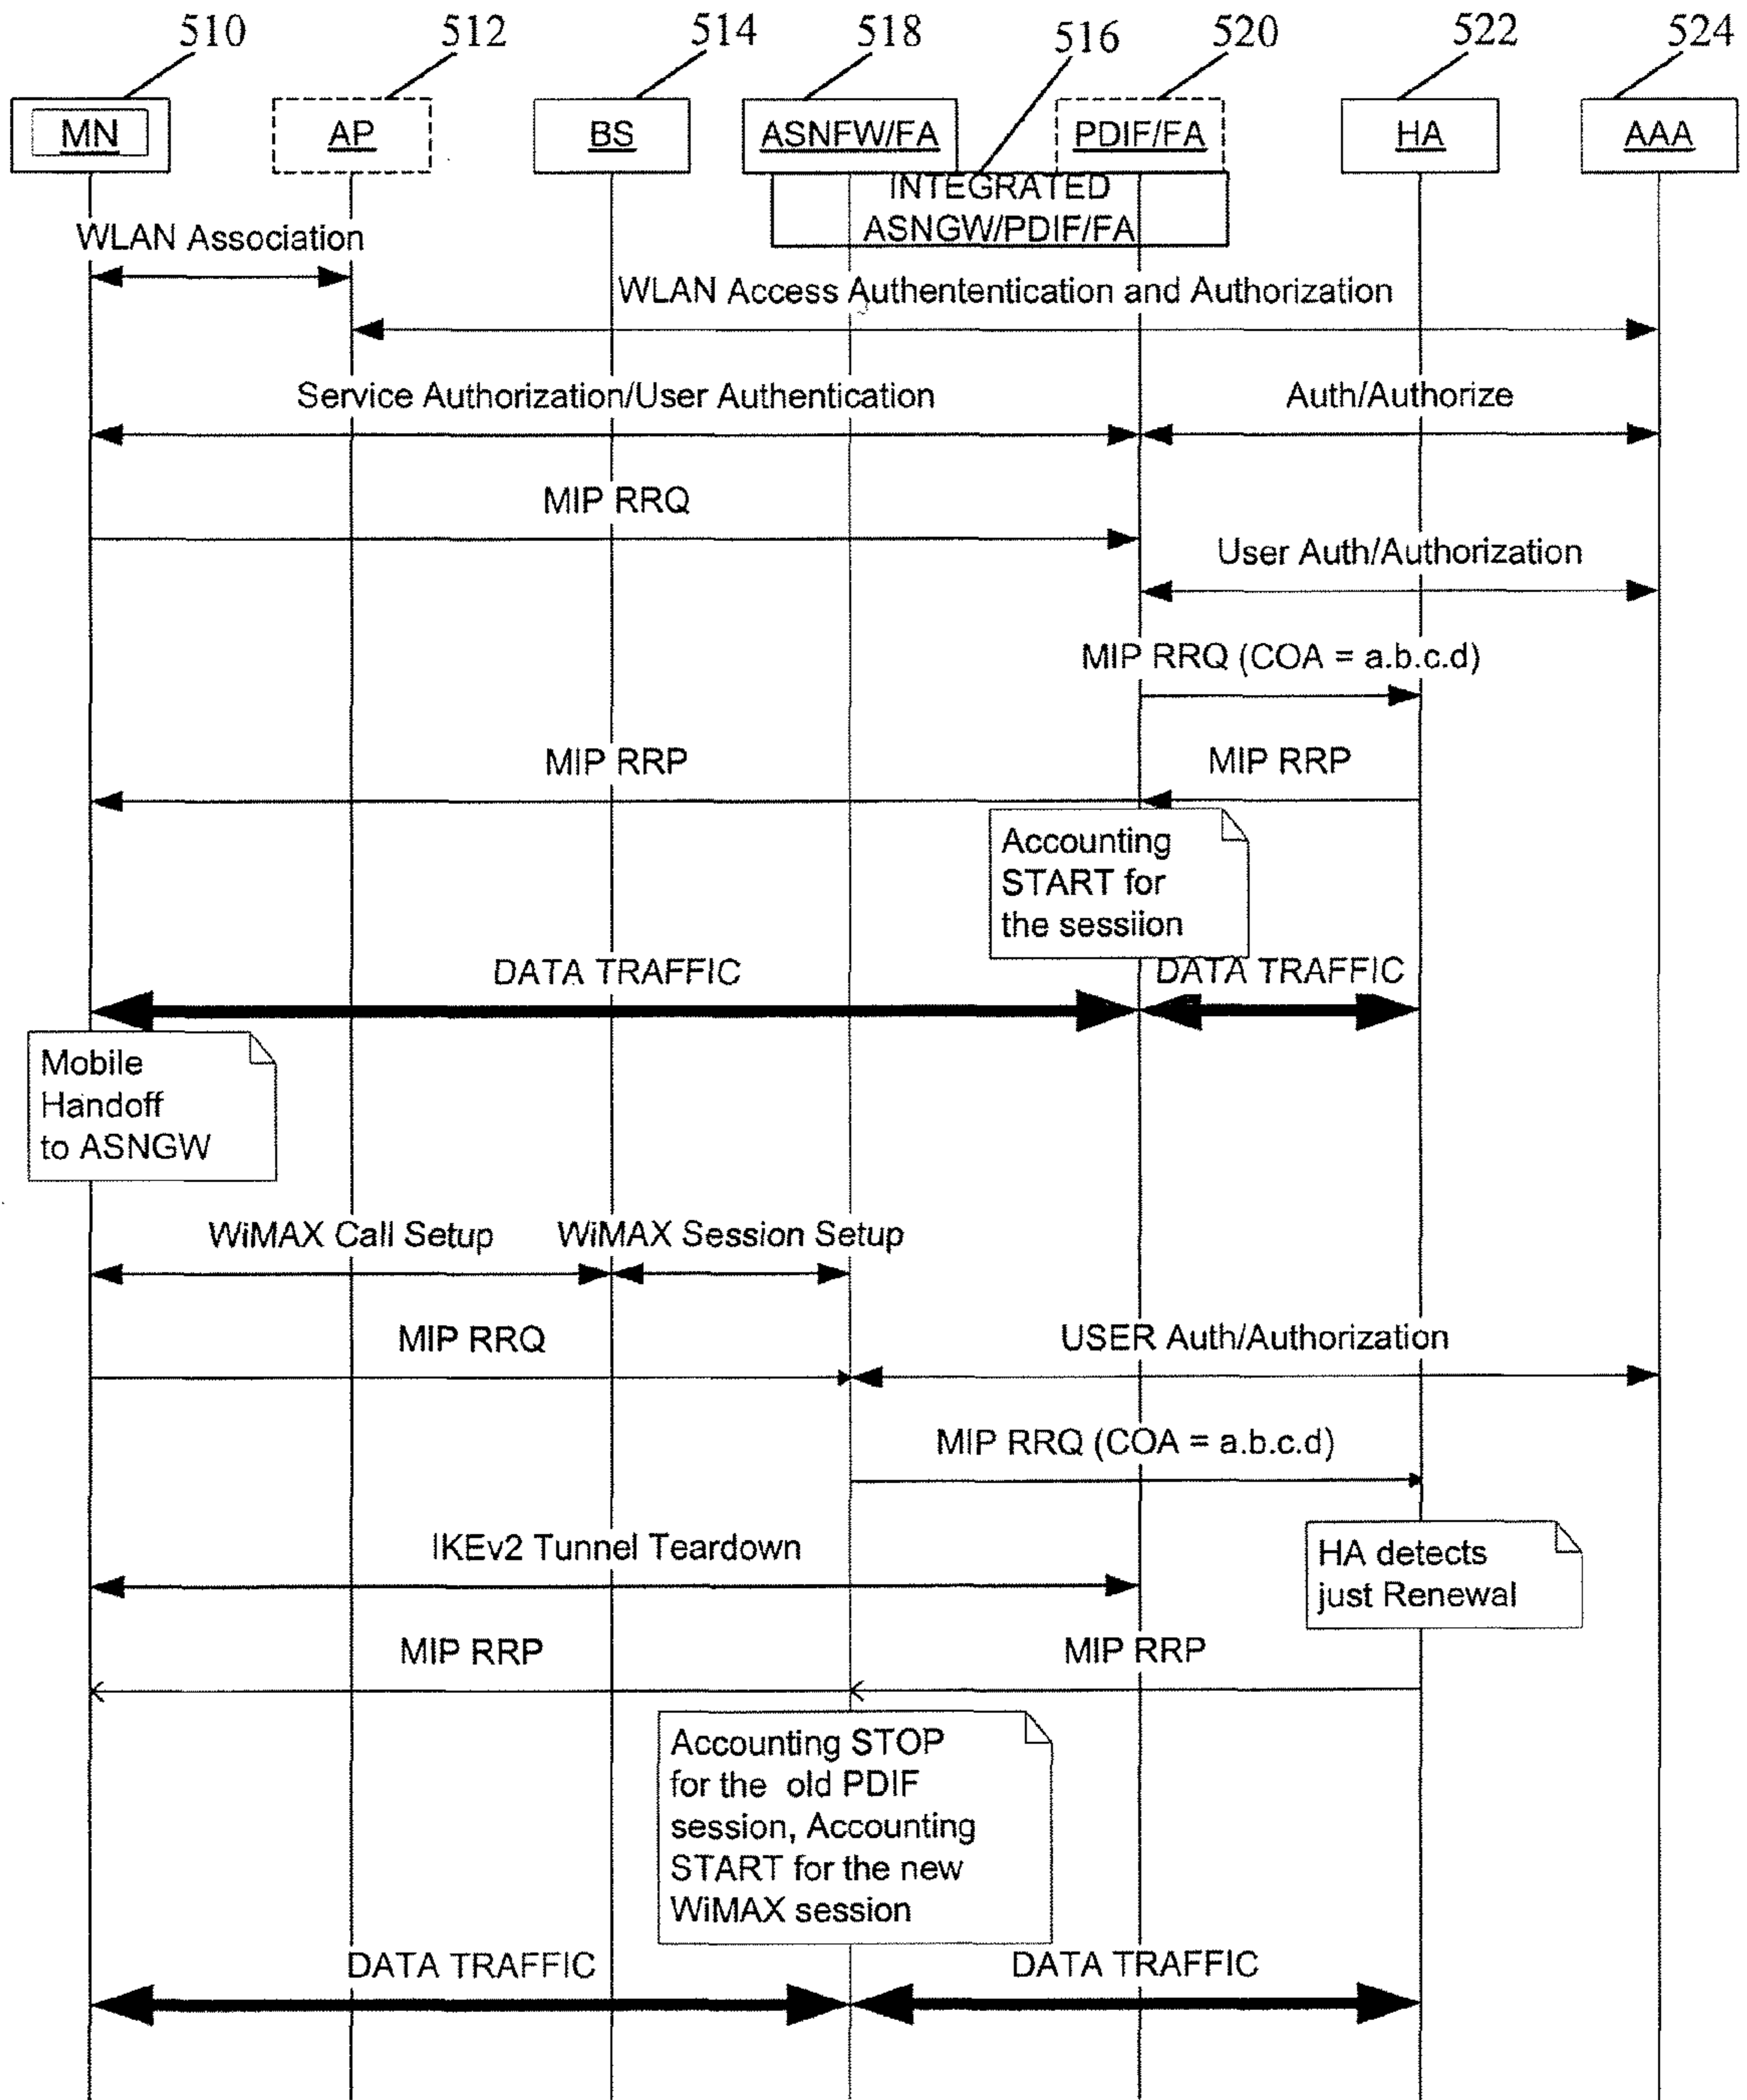 510 512 514 518 516 520 522 524
MN AP BS ASNFW/FA PDIF/FA HA AAA
INTEGRATED
ASNGW/PDIF/FA
WLAN Association
WLAN Access Authententication and Authorization
Service Authorization/User Authentication Auth/Authorize
MIP RRQ
User Auth/Authorization
MIP RRQ (COA = a.b.c.d)
MIP RRP MIP RRP
Accounting
START for
the sessiion
DATA TRAFFIC DATA TRAFFIC
Mobile
Handoff
to ASNGW
WiMAX Call Setup WiMAX Session Setup
MIP RRQ USER Auth/Authorization
MIP RRQ (COA = a.b.c.d)
IKEv2 Tunnel Teardown
HA detects
just Renewal
MIP RRP MIP RRP
Accounting STOP
for the old PDIF
session, Accounting
START for the new
WiMAX session
DATA TRAFFIC DATA TRAFFIC